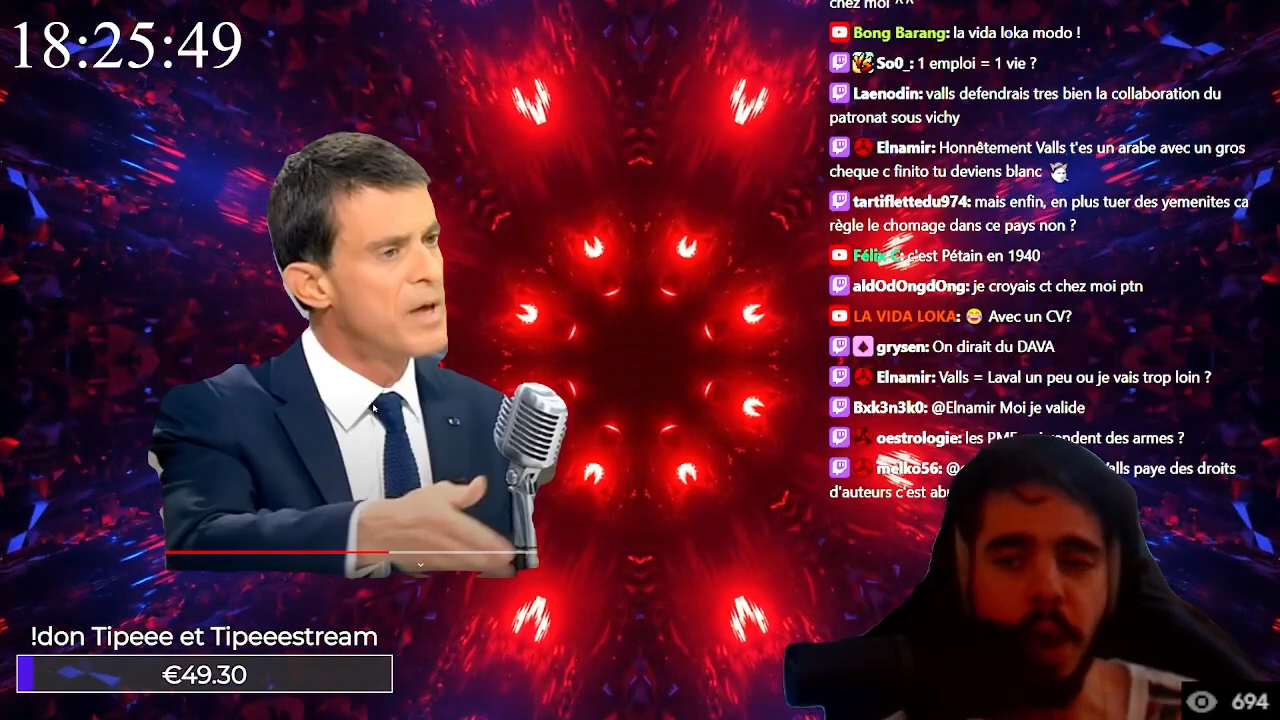 18:25:49
chez moi ^^
Bong Barang: la vida loka modo !
So0_: 1 emploi = 1 vie ?
Laenodin: valls defendrais tres bien la collaboration du
patronat sous vichy
Elnamir: Honnêtement Valls t'es un arabe avec un gros
cheque c finito tu deviens blanc
tartiflettedu974: mais enfin, en plus tuer des yemenites ca
règle le chomage dans ce pays non ?
Félix C: c'est Pétain en 1940
aldOdOngdOng: je croyais ct chez moi ptn
LA VIDA LOKA: 😂 Avec un CV?
grysen: On dirait du DAVA
Elnamir: Valls = Laval un peu ou je vais trop loin ?
Bxk3n3k0: @Elnamir Moi je valide
oestrologie: les PME vendent des armes ?
melko56: paye des droits
d'auteurs c'est
!don Tipeee et Tipeeestream
€49.30
694